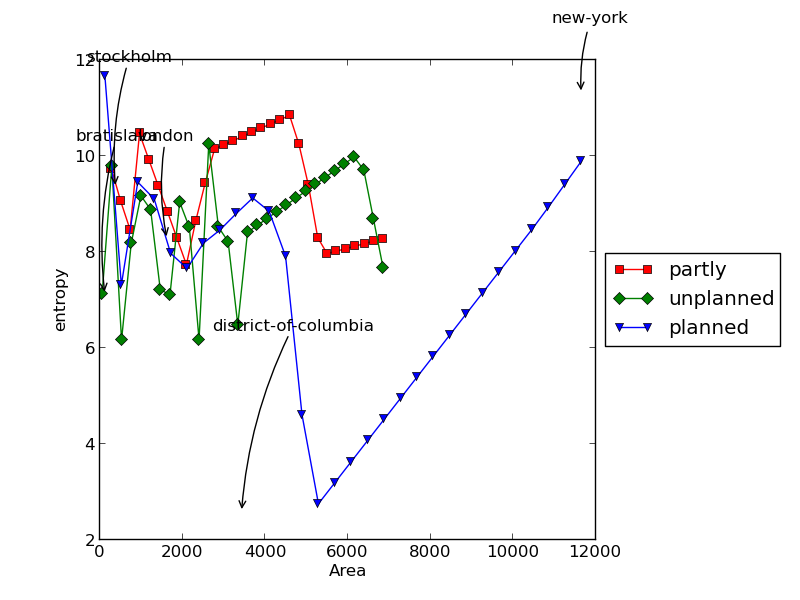 new-york
stockholm
bratislava
london
district-of-columbia
entropy
12
10
8
6
4
2
0
2000
4000
6000
8000
10000
12000
Area
partly
unplanned
planned